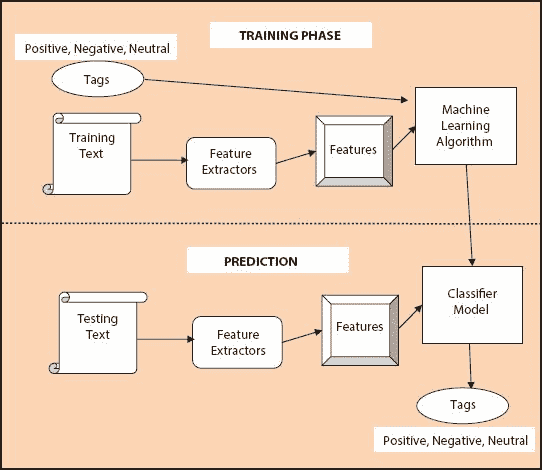 TRAINING PHASE
Positive, Negative, Neutral
Tags
Training
Text
Feature
Extractors
Features
Machine
Learning
Algorithm
PREDICTION
Testing
Text
Feature
Extractors
Features
Classifier
Model
Tags
Positive, Negative, Neutral